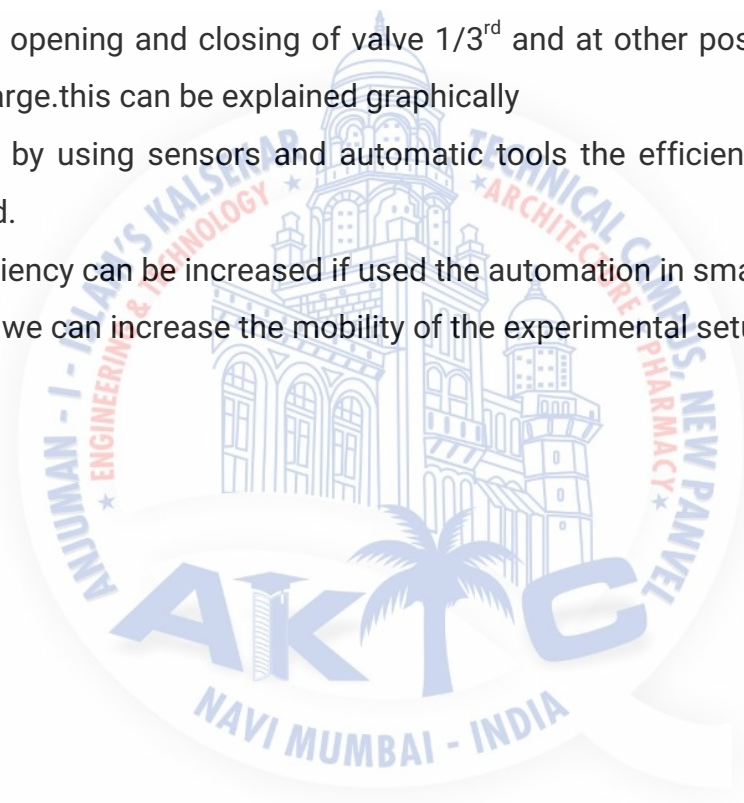 opening and closing of valve 1/3rd and at other pos
arge.this can be explained graphically
by using sensors and automatic tools the efficien
d.
iency can be increased if used the automation in sma
we can increase the mobility of the experimental setu
ANJUMAN - I - ISLAM'S KALSEKAR TECHNICAL CAMPUS, NEW PANVEL
ENGINEERING & TECHNOLOGY ★ ★ ARCHITECTURE ★ PHARMACY ★
AKTC
NAVI MUMBAI - INDIA